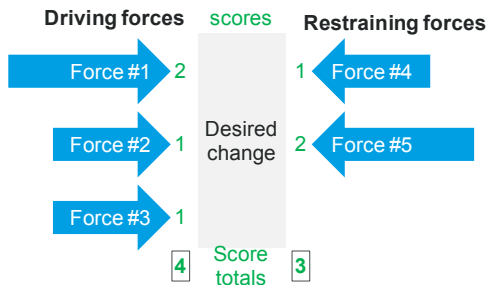 Driving forces scores Restraining forces
Force #1 2 1 Force #4
Force #2 1 Desired change 2 Force #5
Force #3 1
4 Score totals 3